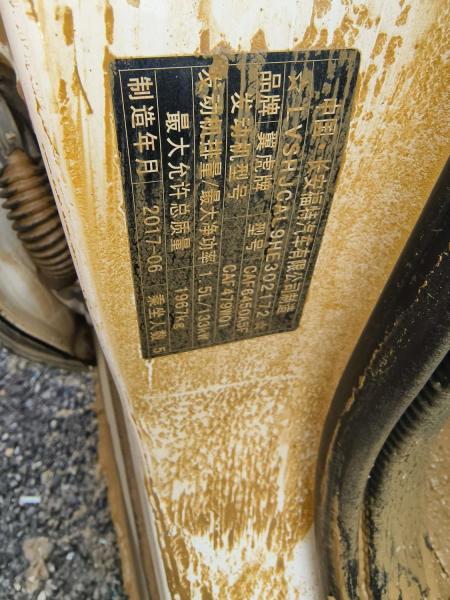 中国·长安福特汽车有限公司制造
品牌 翼虎牌 型号
发动机型号 CAF479WQ
发动机排量/最大净功率 1.5L/133kW
最大允许总质量 1967kg
制造年月 2017-06 乘坐人数 5